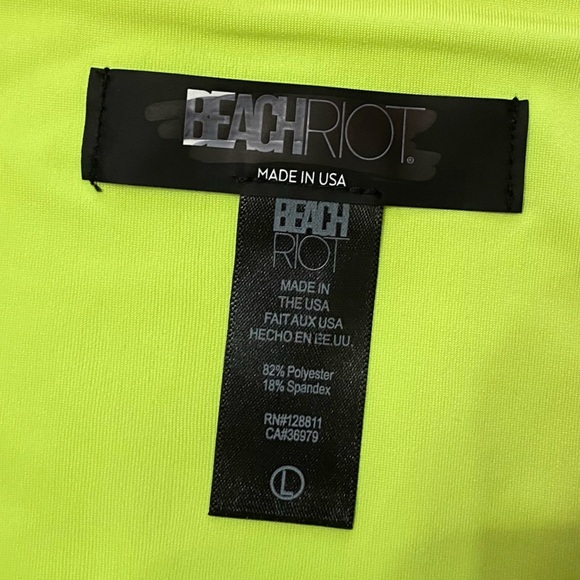 BEACHRIOT®
MADE IN USA
BEACH
RIOT
MADE IN
THE USA
FAIT AUX USA
HECHO EN EE.UU.
82% Polyester
18% Spandex
RN#128811
CA#36979
L